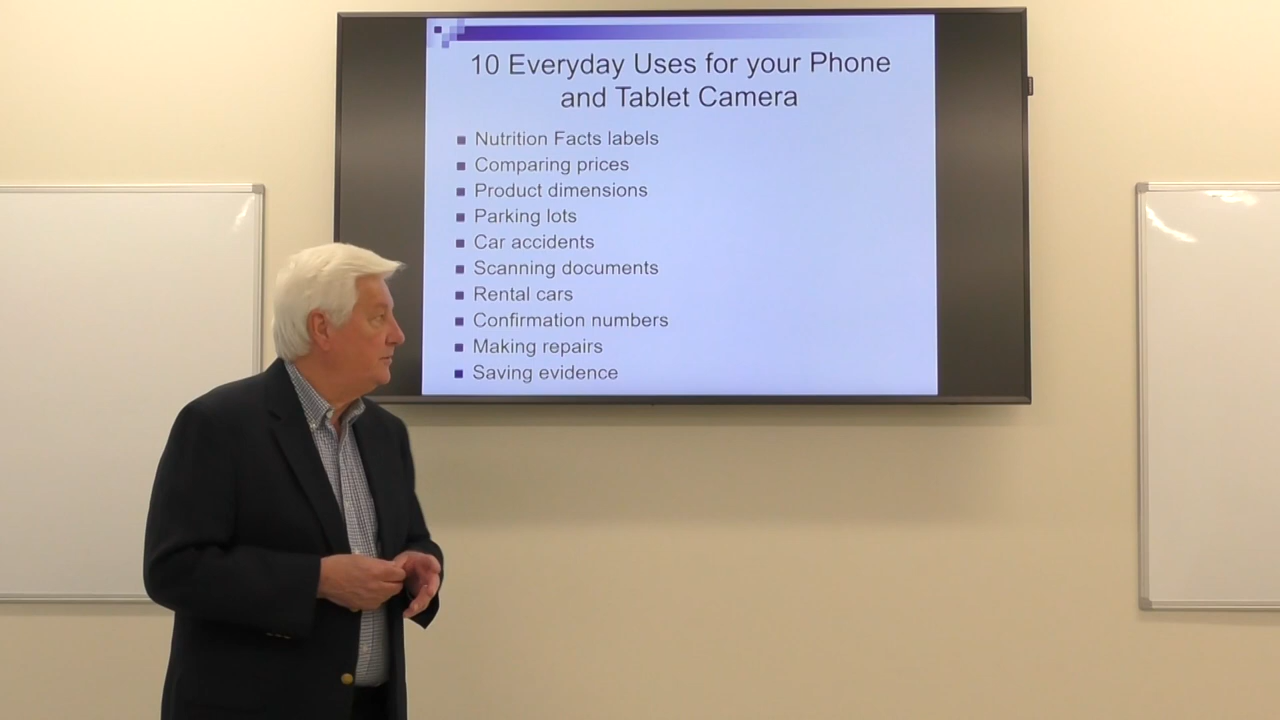 10 Everyday Uses for your Phone
and Tablet Camera
Nutrition Facts labels
Comparing prices
Product dimensions
Parking lots
Car accidents
Scanning documents
Rental cars
Confirmation numbers
Making repairs
Saving evidence